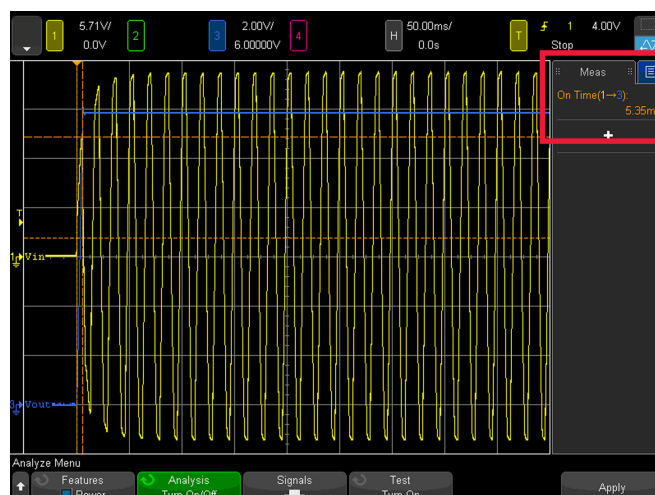 1 5.71V/ 2 3 2.00V/ 4 H 50.00ms/ T 1 4.00V
0.0V 6.00000V 0.0s Stop
Meas
On Time(1→3):
5.35m
+
T
1 Vin
3 Vout
Analyze Menu
Features Analysis Signals Test
Power Turn On/Off Turn On Apply